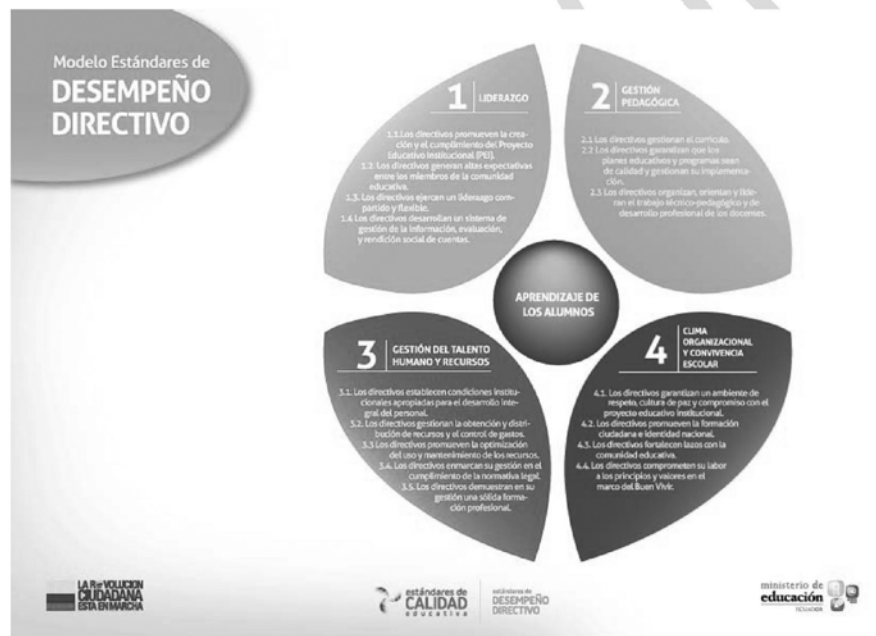 Modelo Estándares de
DESEMPEÑO
DIRECTIVO
1 LIDERAZGO
1.1. Los directivos promueven la crea-
ción y el cumplimiento del Proyecto
Educativo Institucional (PEI).
1.2. Los directivos generan altas expectativas
entre los miembros de la comunidad
educativa.
1.3. Los directivos ejercen un liderazgo com-
partido y flexible.
1.4. Los directivos desarrollan un sistema de
gestión de la información, evaluación,
y rendición social de cuentas.
2 GESTIÓN
PEDAGÓGICA
2.1 Los directivos gestionan el currículo.
2.2 Los directivos garantizan que los
planes educativos y programas sean
de calidad y gestionan su implementa-
ción.
2.3 Los directivos organizan, orientan y lide-
ran el trabajo técnico-pedagógico y de
desarrollo profesional de los docentes.
APRENDIZAJE DE
LOS ALUMNOS
3 GESTIÓN DEL TALENTO
HUMANO Y RECURSOS
3.1. Los directivos establecen condiciones institu-
cionales apropiadas para el desarrollo inte-
gral del personal.
3.2. Los directivos gestionan la obtención y distri-
bución de recursos y el control de gastos.
3.3 Los directivos promueven la optimización
del uso y mantenimiento de los recursos.
3.4. Los directivos enmarcan su gestión en el
cumplimiento de la normativa legal.
3.5. Los directivos demuestran en su
gestión una sólida forma-
ción profesional.
4 CLIMA
ORGANIZACIONAL
Y CONVIVENCIA
ESCOLAR
4.1. Los directivos garantizan un ambiente de
respeto, cultura de paz y compromiso con el
proyecto educativo institucional.
4.2. Los directivos promueven la formación
ciudadana e identidad nacional.
4.3. Los directivos fortalecen lazos con la
comunidad educativa.
4.4. Los directivos comprometen su labor
a los principios y valores en el
marco del Buen Vivir.
LA REVOLUCION
CIUDADANA
ESTA EN MARCHA
estándares de
CALIDAD
educativa
estándares de
DESEMPEÑO
DIRECTIVO
ministerio de
educación
ECUADOR